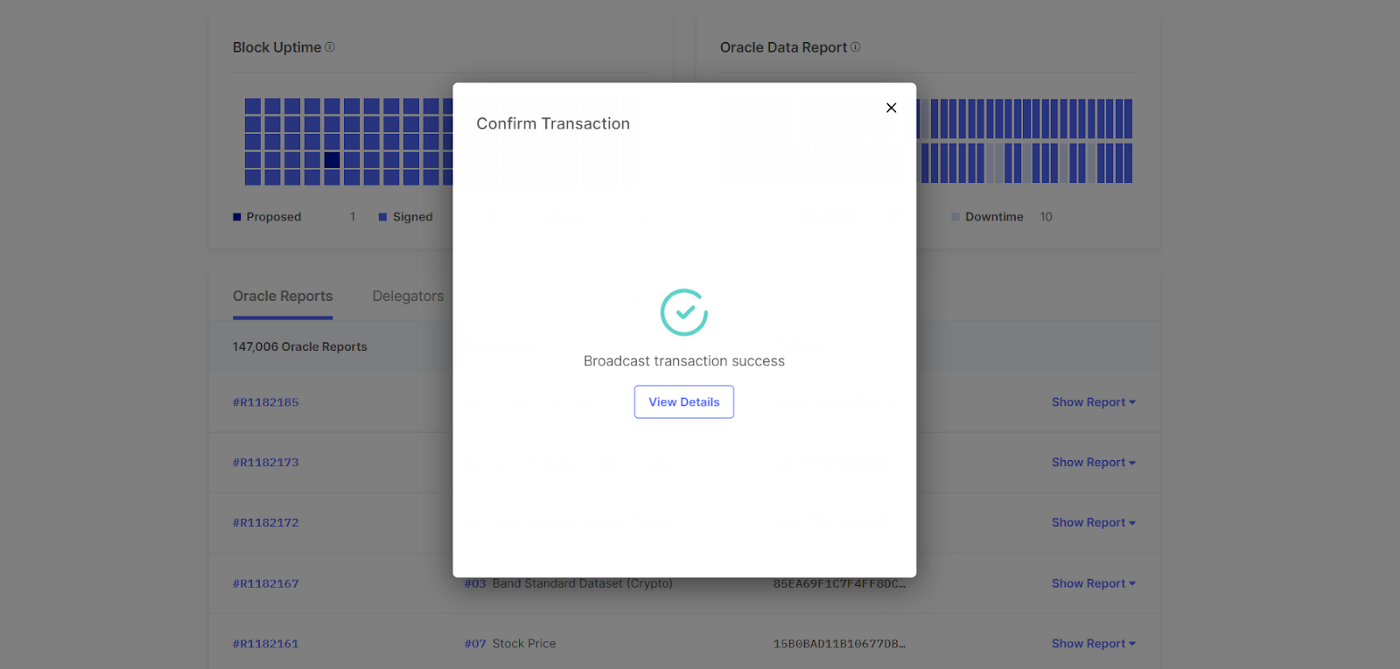 Block Uptime
Oracle Data Report
Confirm Transaction
Proposed 1 Signed
Downtime 10
Oracle Reports Delegators
147,006 Oracle Reports
Broadcast transaction success
View Details
#R1182185 Show Report
#R1182173 Show Report
#R1182172 Show Report
#R1182167 #03 Band Standard Dataset (Crypto) 85EA69F1C7F4FF8DC... Show Report
#R1182161 #07 Stock Price 15B0BAD11B10677DB... Show Report